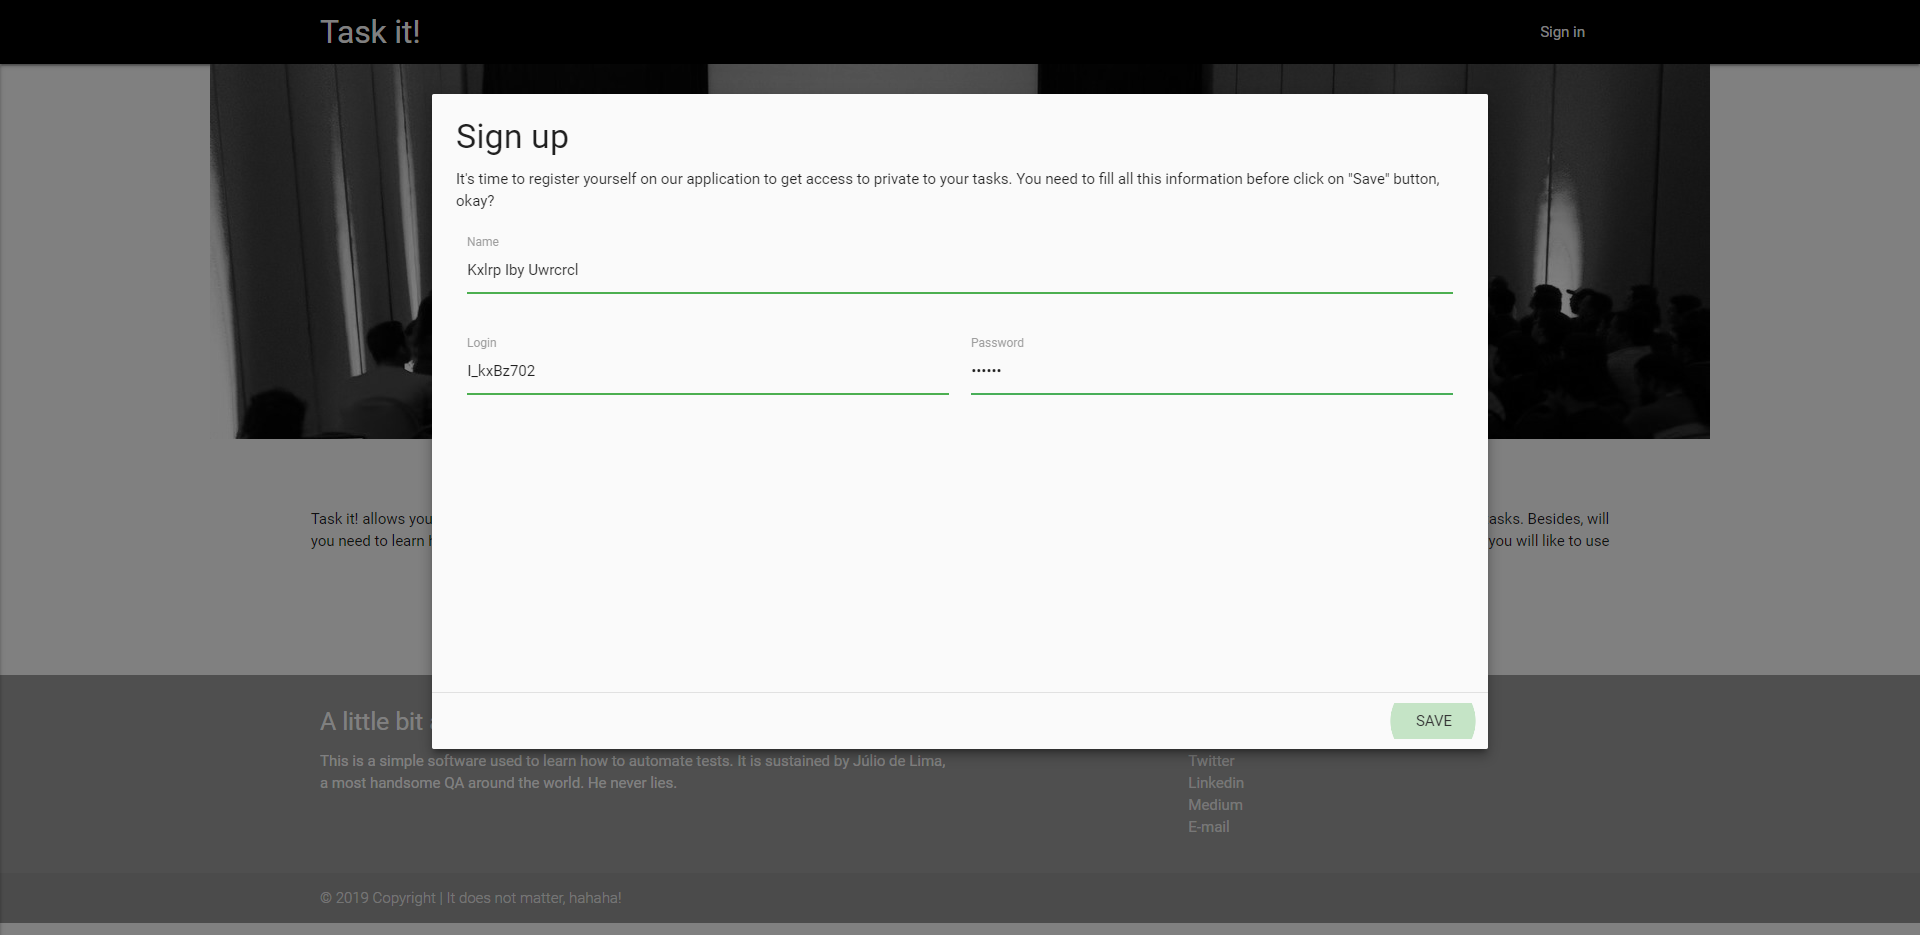 Task it!
Sign in
Sign up
It's time to register yourself on our application to get access to private to your tasks. You need to fill all this information before click on "Save" button,
okay?
Name
Kxlrp Iby Uwrcrcl
Login
I_kxBz702
Password
••••••
Task it! allows you
asks. Besides, will
you need to learn
you will like to use
SAVE
A little bit
This is a simple software used to learn how to automate tests. It is sustained by Júlio de Lima,
a most handsome QA around the world. He never lies.
Twitter
Linkedin
Medium
E-mail
© 2019 Copyright | It does not matter, hahaha!